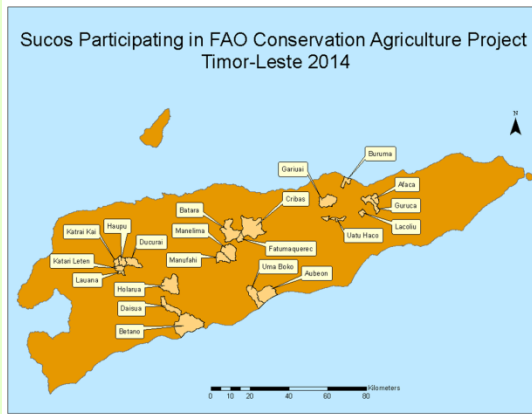 Sucos Participating in FAO Conservation Agriculture Project
Timor-Leste 2014
N
Buruma
Gariuai
Afaca
Cribas
Guruca
Batara
Lacoliu
Haupu
Manelima
Uatu Haco
Katrai Kai
Ducurai
Fatumaquerec
Manufahi
Uma Boko
Aubeon
Katari Leten
Lauana
Holarua
Daisua
Betano
0 5 10 20 40 60 80
Kilometers